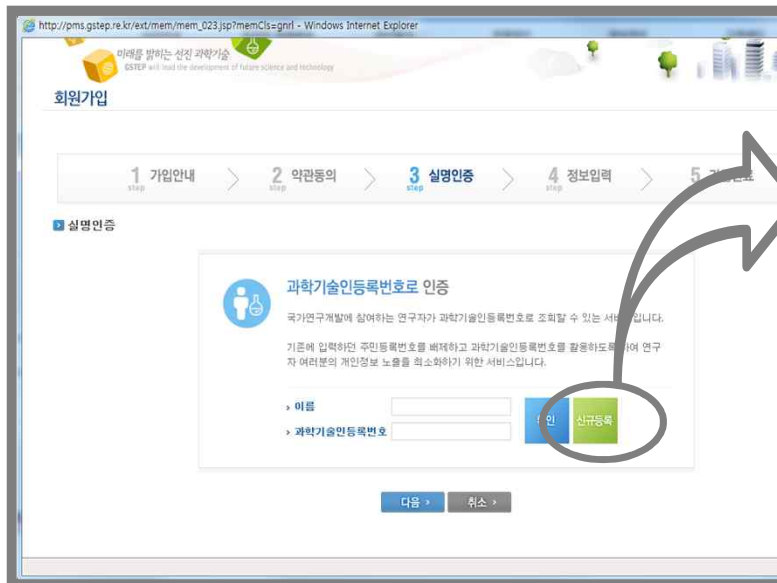 http://pms.gstep.re.kr/ext/mem/mem_023.jsp?memCls=gnrl - Windows Internet Explorer
미래를 밝히는 선진 과학기술
GSTEP will lead the development of future science and technology
회원가입
1 step 가입안내
2 step 약관동의
3 step 실명인증
4 step 정보입력
5
실명인증
과학기술인등록번호로 인증
국가연구개발에 참여하는 연구자가 과학기술인등록번호로 조회할 수 있는 서비스입니다.
기존에 입력하던 주민등록번호를 배제하고 과학기술인등록번호를 활용하도록 하여 연구
자 여러분의 개인정보 노출을 최소화하기 위한 서비스입니다.
› 이름
› 과학기술인등록번호
확인 신규등록
다음 › 취소 ›